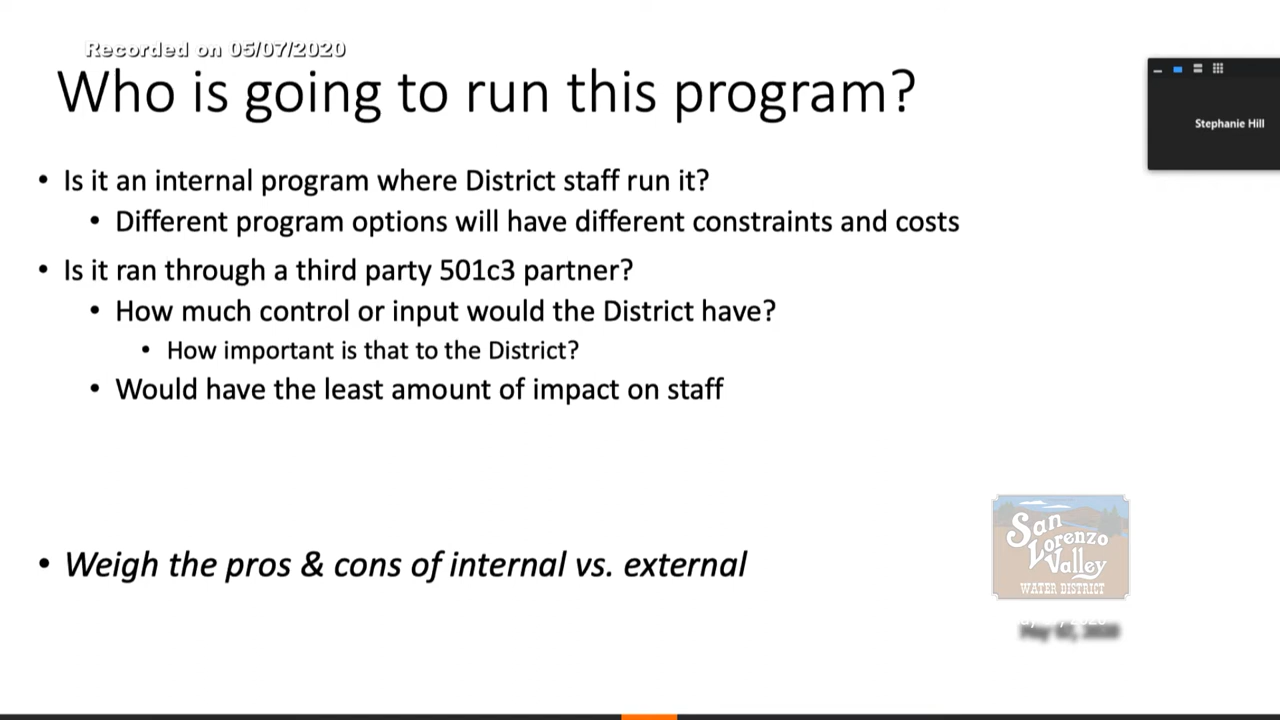 Recorded on 05/07/2020
Who is going to run this program?
Stephanie Hill
• Is it an internal program where District staff run it?
• Different program options will have different constraints and costs
• Is it ran through a third party 501c3 partner?
• How much control or input would the District have?
• How important is that to the District?
• Would have the least amount of impact on staff
• Weigh the pros & cons of internal vs. external
San
Lorenzo
Valley
WATER DISTRICT